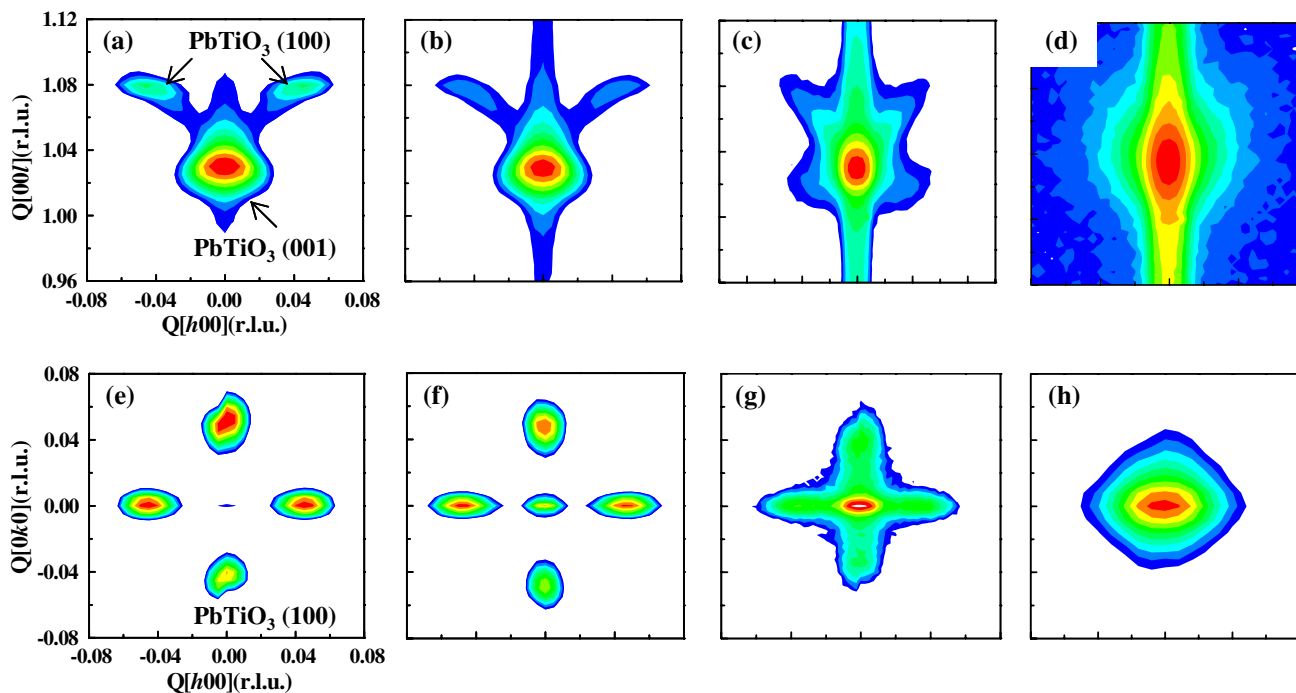 (a) PbTiO3 (100)
(b)
(c)
(d)
1.12
1.08
1.04
1.00
0.96
Q[00l](r.l.u.)
PbTiO3 (001)
-0.08 -0.04 0.00 0.04 0.08
Q[h00](r.l.u.)
(e)
(f)
(g)
(h)
0.08
0.04
0.00
-0.04
-0.08
Q[0k0](r.l.u.)
PbTiO3 (100)
-0.08 -0.04 0.00 0.04 0.08
Q[h00](r.l.u.)